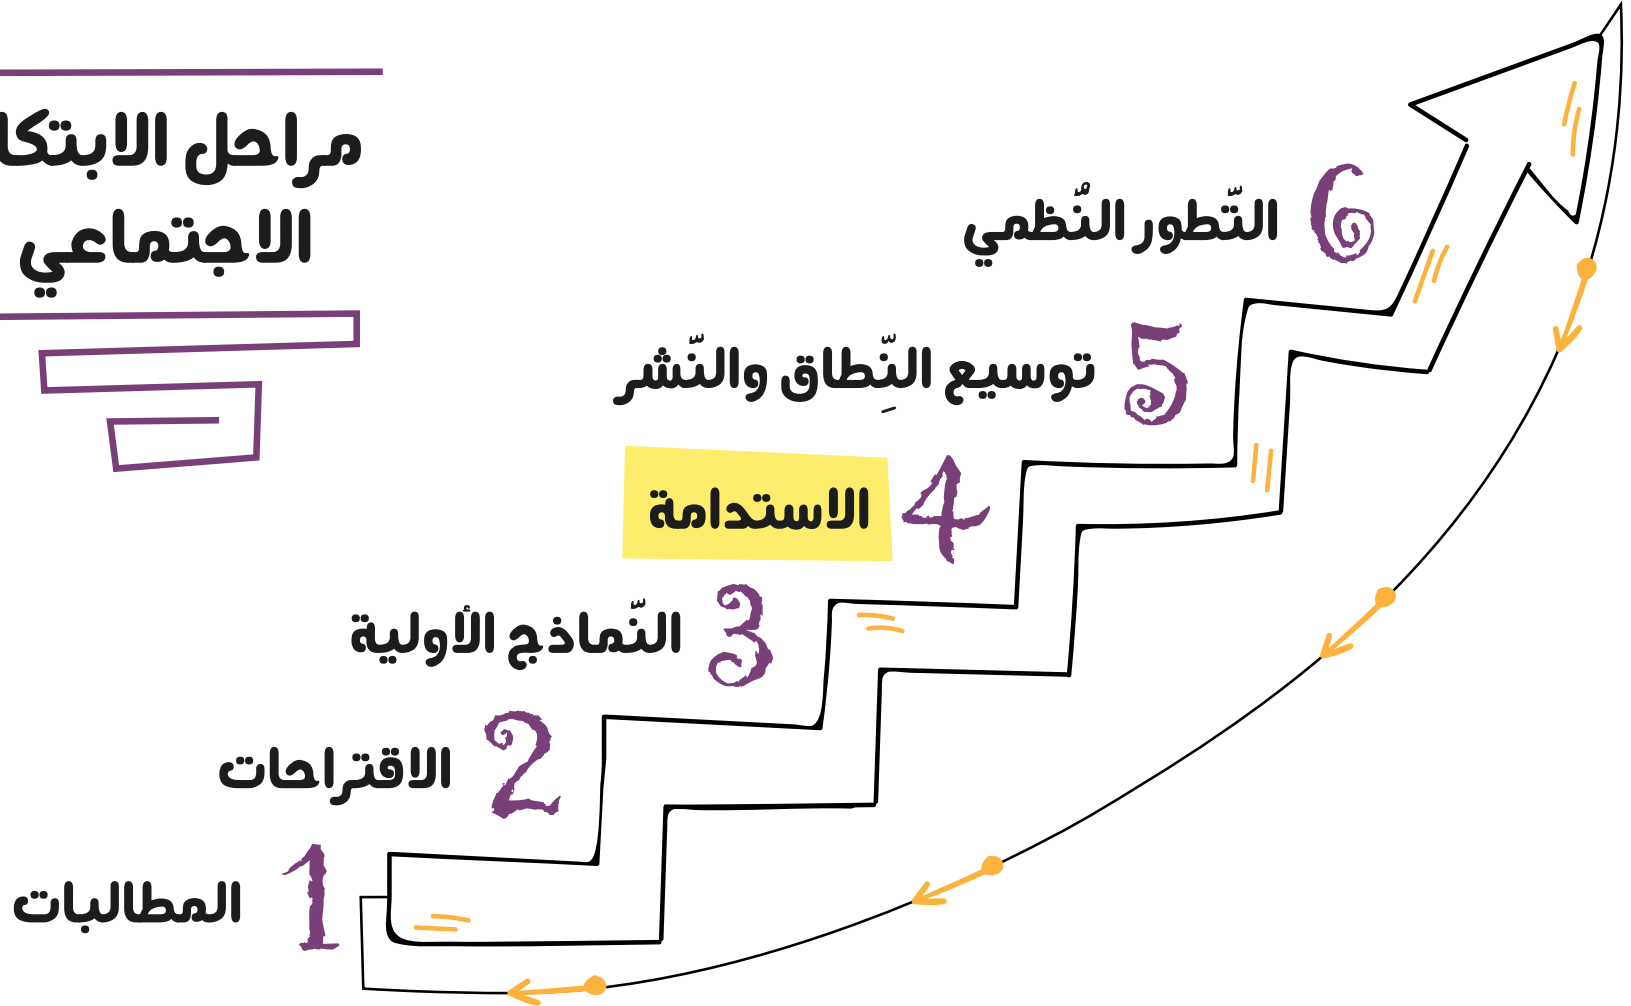 مراحل الابتكا
الاجتماعي
6 التّطور النُّظمي
5 توسيع النِّطاق والنّشر
4 الاستدامة
3 النّماذج الأولية
2 الاقتراحات
1 المطالبات